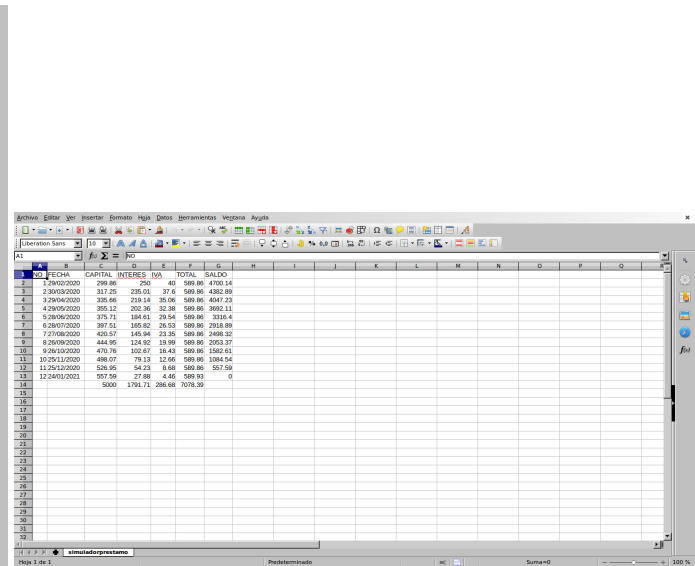 Archivo Editar Ver Insertar Formato Hoja Datos Herramientas Ventana Ayuda
Liberation Sans 10
A1 NO
A B C D E F G H I J K L M N O P Q R
1 NO FECHA CAPITAL INTERES IVA TOTAL SALDO
2 1 29/02/2020 299.86 250 40 589.86 4700.14
3 2 30/03/2020 317.25 235.01 37.6 589.86 4382.89
4 3 29/04/2020 335.66 219.14 35.06 589.86 4047.23
5 4 29/05/2020 355.12 202.36 32.38 589.86 3692.11
6 5 28/06/2020 375.71 184.61 29.54 589.86 3316.4
7 6 28/07/2020 397.51 165.82 26.53 589.86 2918.89
8 7 27/08/2020 420.57 145.94 23.35 589.86 2498.32
9 8 26/09/2020 444.95 124.92 19.99 589.86 2053.37
10 9 26/10/2020 470.76 102.67 16.43 589.86 1582.61
11 10 25/11/2020 498.07 79.13 12.66 589.86 1084.54
12 11 25/12/2020 526.95 54.23 8.68 589.86 557.59
13 12 24/01/2021 557.59 27.88 4.46 589.93 0
14 5000 1791.71 286.68 7078.39
15
16
17
18
19
20
21
22
23
24
25
26
27
28
29
30
31
32
simuladorprestamo
Hoja 1 de 1 Predeterminado Suma=0 100 %